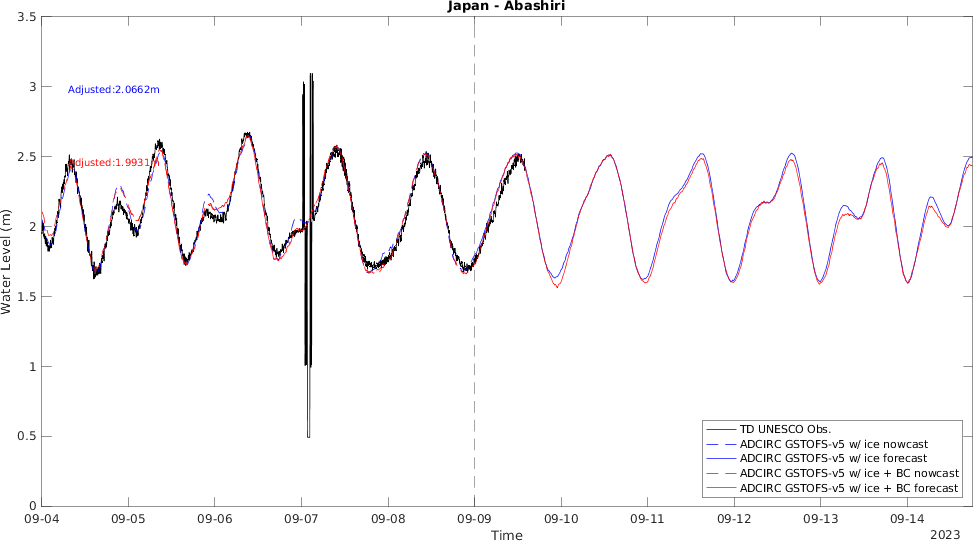 Japan - Abashiri
3.5
3
2.5
2
1.5
1
0.5
0
Water Level (m)
Adjusted:2.0662m
Adjusted:1.9931
TD UNESCO Obs.
ADCIRC GSTOFS-v5 w/ ice nowcast
ADCIRC GSTOFS-v5 w/ ice forecast
ADCIRC GSTOFS-v5 w/ ice + BC nowcast
ADCIRC GSTOFS-v5 w/ ice + BC forecast
09-04 09-05 09-06 09-07 09-08 09-09 09-10 09-11 09-12 09-13 09-14
Time
2023